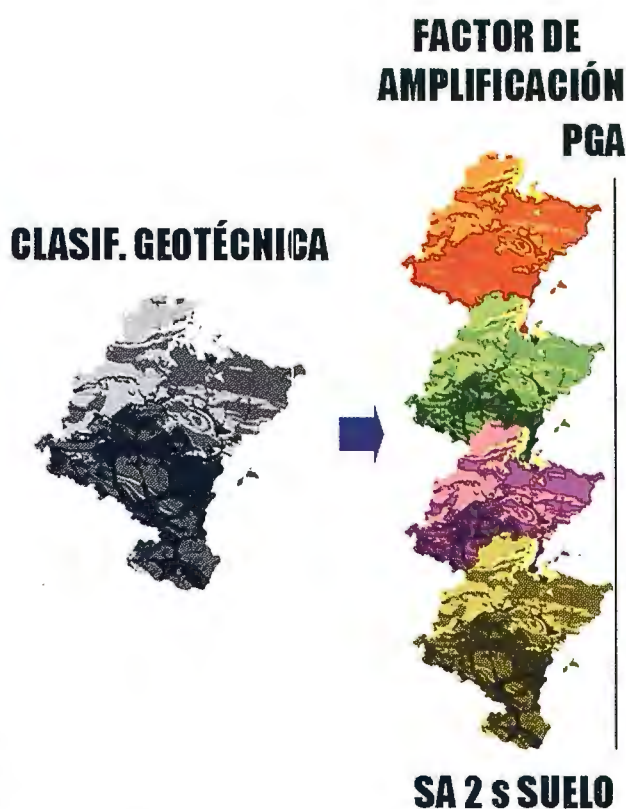 FACTOR DE
AMPLIFICACIÓN
PGA
CLASIF. GEOTÉCNICA
SA 2 s SUELO